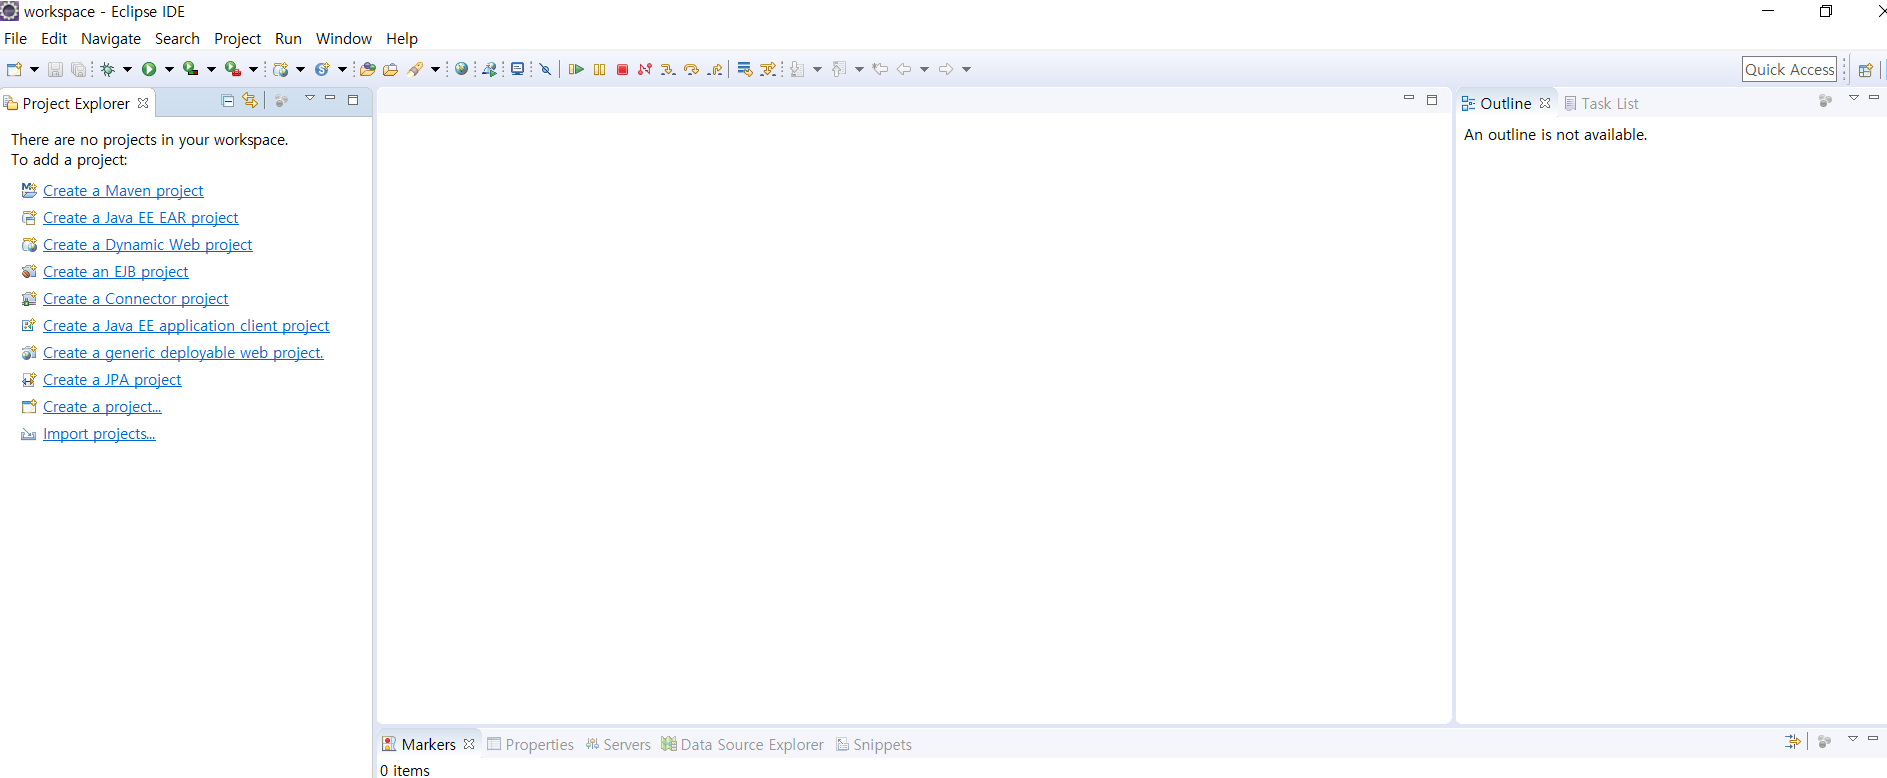 workspace - Eclipse IDE
File Edit Navigate Search Project Run Window Help
Quick Access
Project Explorer
There are no projects in your workspace.
To add a project:
Create a Maven project
Create a Java EE EAR project
Create a Dynamic Web project
Create an EJB project
Create a Connector project
Create a Java EE application client project
Create a generic deployable web project.
Create a JPA project
Create a project...
Import projects...
Outline Task List
An outline is not available.
Markers Properties Servers Data Source Explorer Snippets
0 items